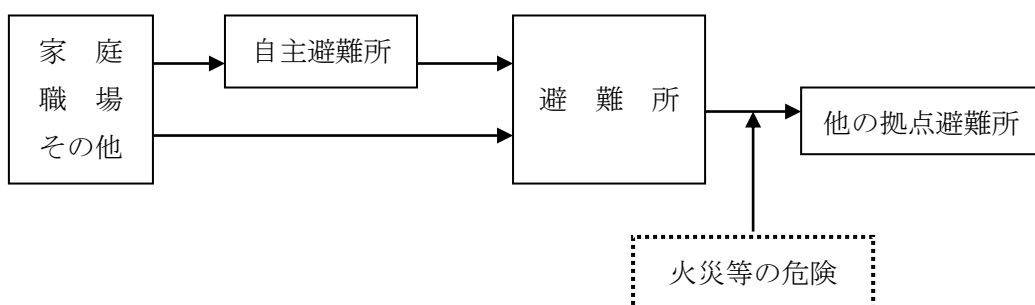 家　庭
職　場
その他
自主避難所
避　難　所
他の拠点避難所
火災等の危険